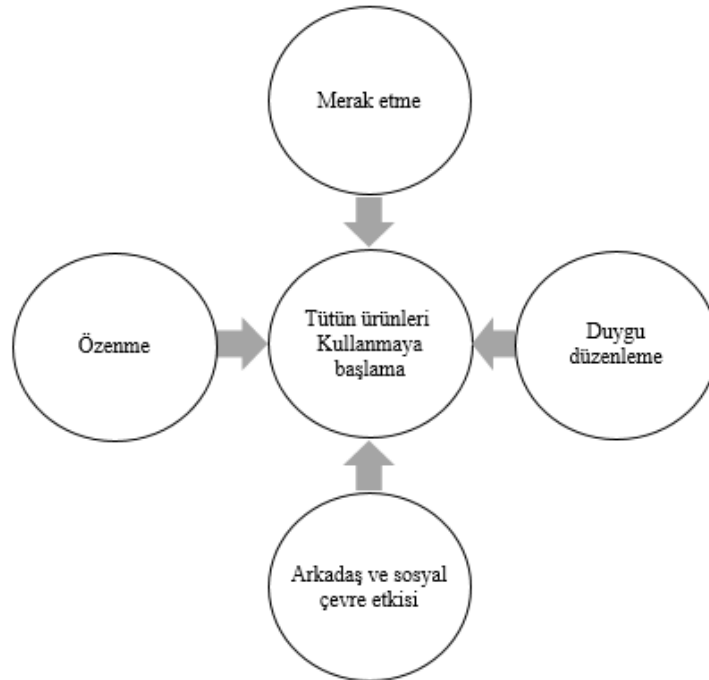 Merak etme
Özenme
Tütün ürünleri
Kullanmaya
başlama
Duygu
düzenleme
Arkadaş ve sosyal
çevre etkisi